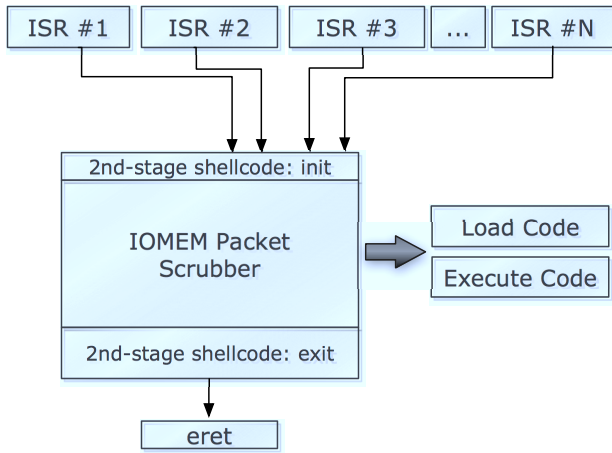 ISR #1
ISR #2
ISR #3
...
ISR #N
2nd-stage shellcode: init
IOMEM Packet
Scrubber
Load Code
Execute Code
2nd-stage shellcode: exit
eret